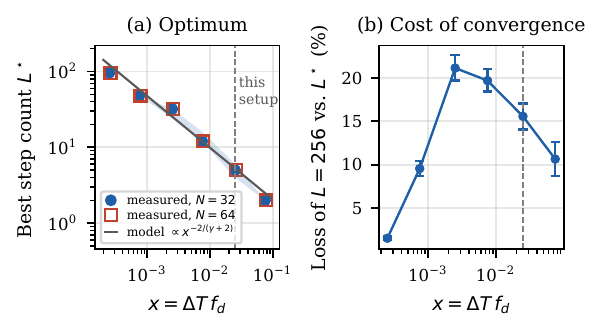 (a) Optimum
Best step count L⋆
10²
10¹
10⁰
this
setup
measured, N = 32
measured, N = 64
model ∝ x^{−2/(γ+2)}
10⁻³
10⁻²
10⁻¹
x = ΔT f_d
(b) Cost of convergence
Loss of L = 256 vs. L⋆ (%)
20
15
10
5
10⁻³
10⁻²
x = ΔT f_d